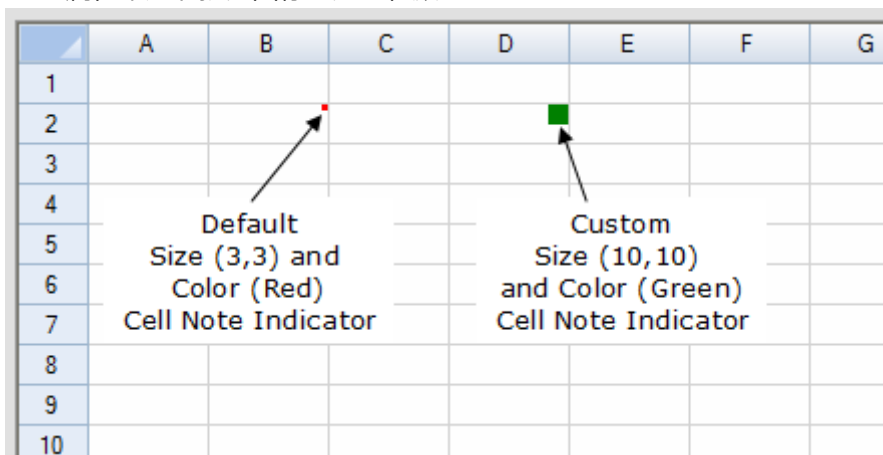 A B C D E F G
1
2
3
4
5
6
7
8
9
10
Default
Size (3,3) and
Color (Red)
Cell Note Indicator
Custom
Size (10,10)
and Color (Green)
Cell Note Indicator